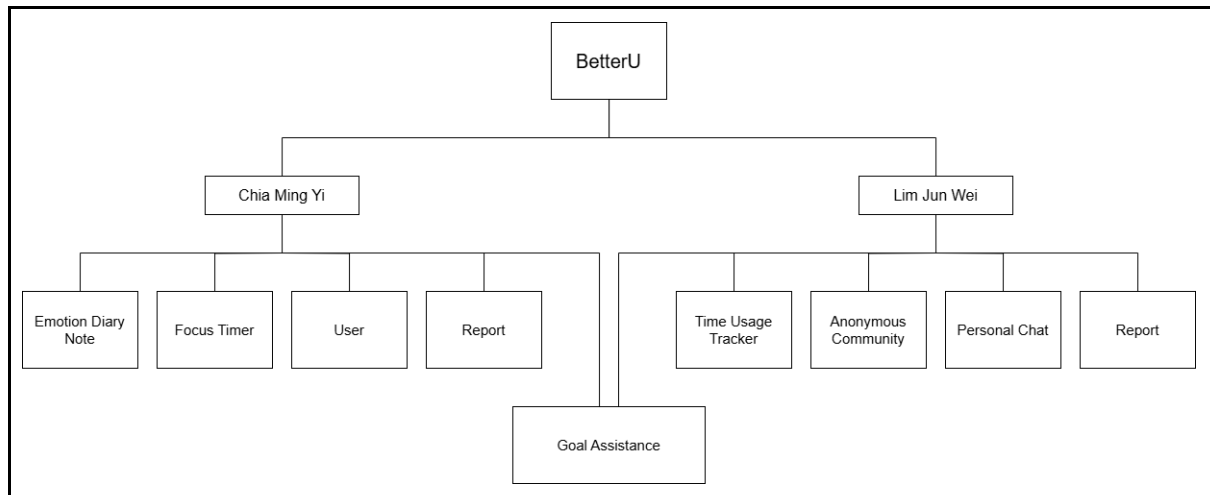 BetterU
Chia Ming Yi
Lim Jun Wei
Emotion Diary
Note
Focus Timer
User
Report
Time Usage
Tracker
Anonymous
Community
Personal Chat
Report
Goal Assistance